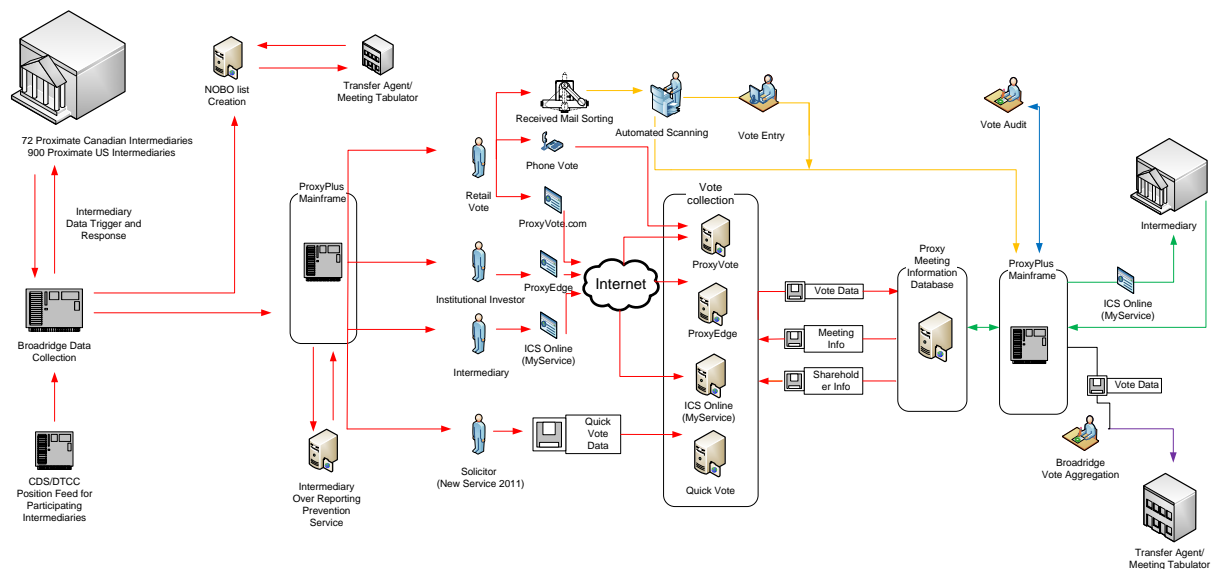 NOBO list
Creation
Transfer Agent/
Meeting Tabulator
72 Proximate Canadian Intermediaries
900 Proximate US Intermediaries
Intermediary
Data Trigger and
Response
Broadridge Data
Collection
CDS/DTCC
Position Feed for
Participating
Intermediaries
ProxyPlus
Mainframe
Intermediary
Over Reporting
Prevention
Service
Retail
Vote
Received Mail Sorting
Phone Vote
ProxyVote.com
Automated Scanning
Vote Entry
Institutional Investor
ProxyEdge
Intermediary
ICS Online
(MyService)
Internet
Solicitor
(New Service 2011)
Quick
Vote
Data
Vote
collection
ProxyVote
ProxyEdge
ICS Online
(MyService)
Quick Vote
Vote Data
Meeting
Info
Sharehold
er Info
Proxy
Meeting
Information
Database
Vote Audit
ProxyPlus
Mainframe
Intermediary
ICS Online
(MyService)
Vote Data
Broadridge
Vote Aggregation
Transfer Agent/
Meeting Tabulator